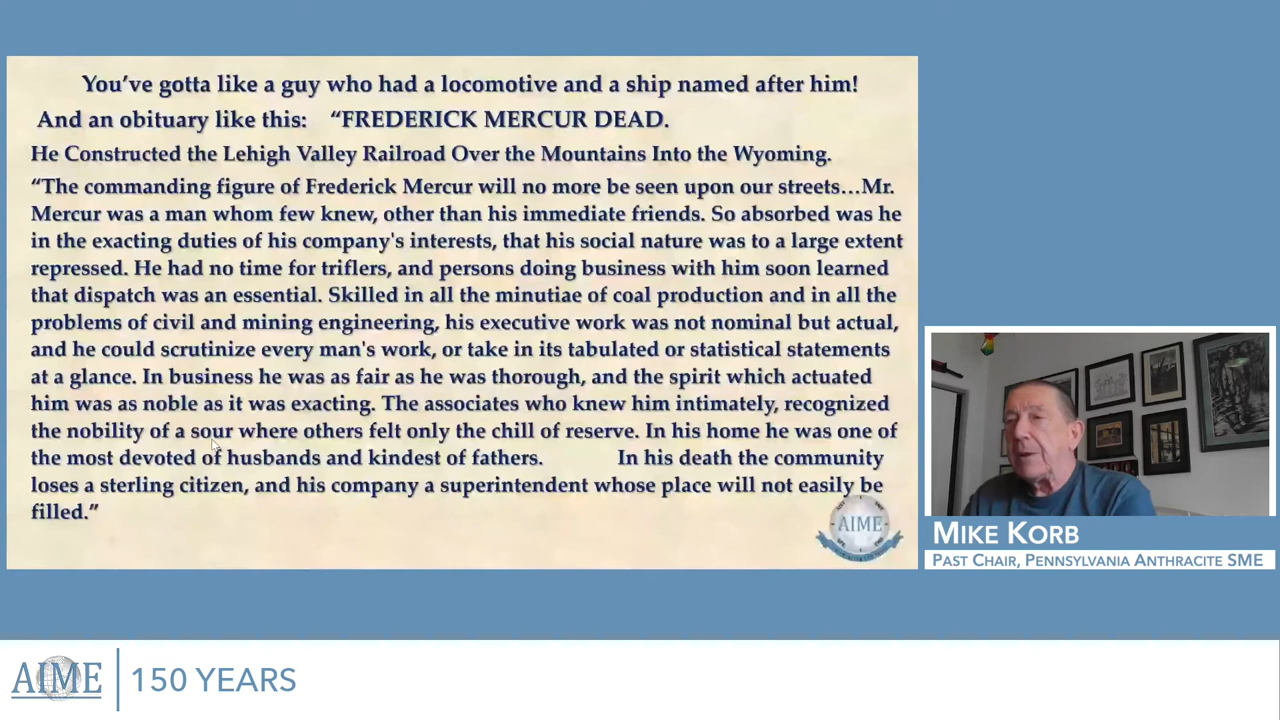 You've gotta like a guy who had a locomotive and a ship named after him!
And an obituary like this: “FREDERICK MERCUR DEAD.
He Constructed the Lehigh Valley Railroad Over the Mountains Into the Wyoming.
“The commanding figure of Frederick Mercur will no more be seen upon our streets…Mr.
Mercur was a man whom few knew, other than his immediate friends. So absorbed was he
in the exacting duties of his company's interests, that his social nature was to a large extent
repressed. He had no time for triflers, and persons doing business with him soon learned
that dispatch was an essential. Skilled in all the minutiae of coal production and in all the
problems of civil and mining engineering, his executive work was not nominal but actual,
and he could scrutinize every man's work, or take in its tabulated or statistical statements
at a glance. In business he was as fair as he was thorough, and the spirit which actuated
him was as noble as it was exacting. The associates who knew him intimately, recognized
the nobility of a sour where others felt only the chill of reserve. In his home he was one of
the most devoted of husbands and kindest of fathers. In his death the community
loses a sterling citizen, and his company a superintendent whose place will not easily be
filled.”
AIME
MIKE KORB
PAST CHAIR, PENNSYLVANIA ANTHRACITE SME
AIME
150 YEARS